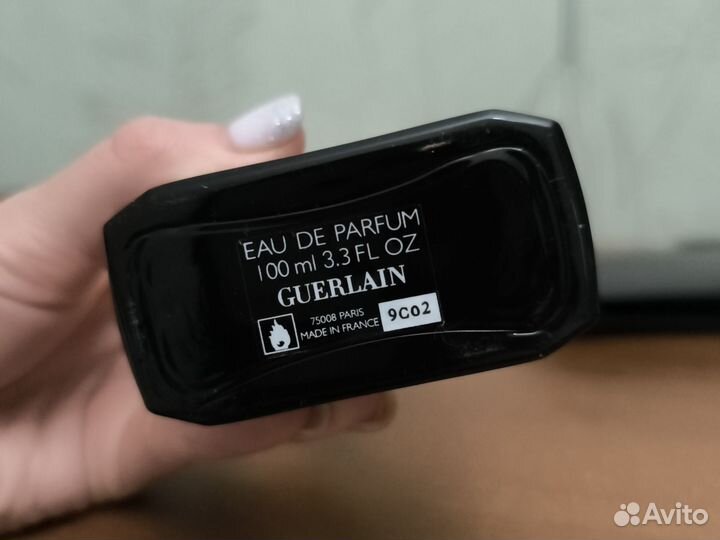 EAU DE PARFUM
100 ml 3.3 FL OZ
GUERLAIN
75008 PARIS
MADE IN FRANCE 9C02
Avito